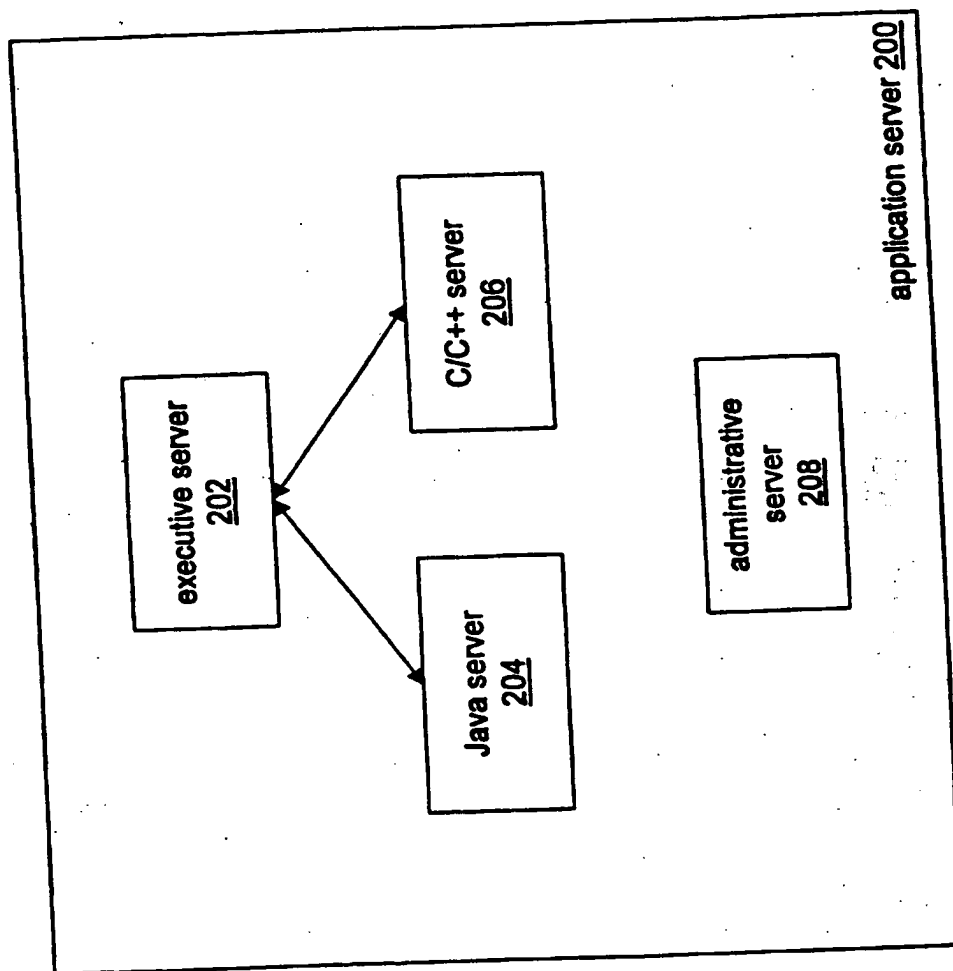 executive server
202
Java server
204
C/C++ server
206
administrative
server
208
application server 200